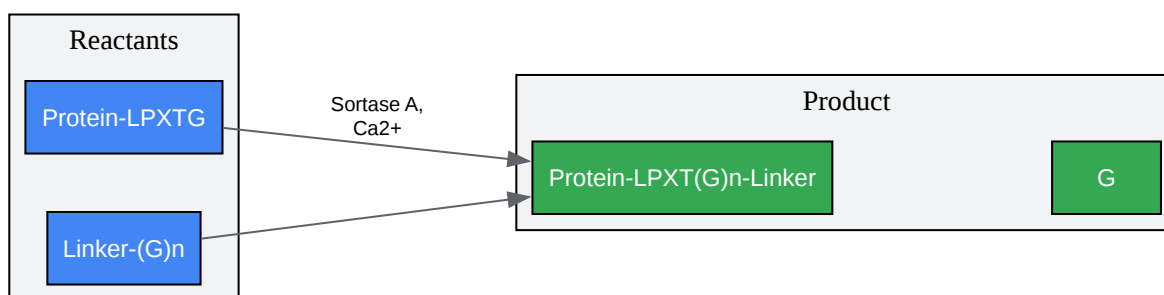 Reactants
Protein-LPXTG
Linker-(G)n
Sortase A,
Ca2+
Product
Protein-LPXT(G)n-Linker
G